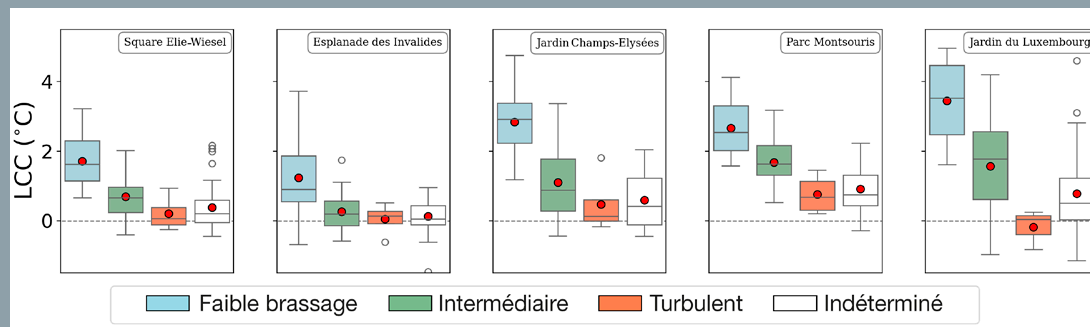 Square Elie-Wiesel
Esplanade des Invalides
Jardin Champs-Elysées
Parc Montsouris
Jardin du Luxembourg
LCC (°C)
4
2
0
Faible brassage
Intermédiaire
Turbulent
Indéterminé